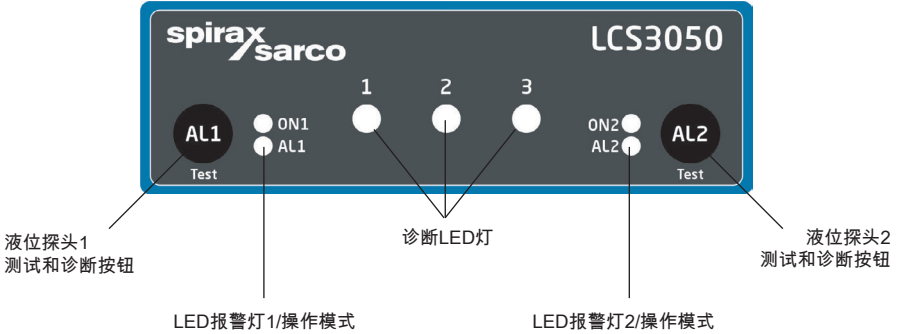 spirax
sarco
LCS3050
1 2 3
AL1
Test
ON1
AL1
ON2
AL2
AL2
Test
液位探头1
测试和诊断按钮
诊断LED灯
液位探头2
测试和诊断按钮
LED报警灯1/操作模式
LED报警灯2/操作模式